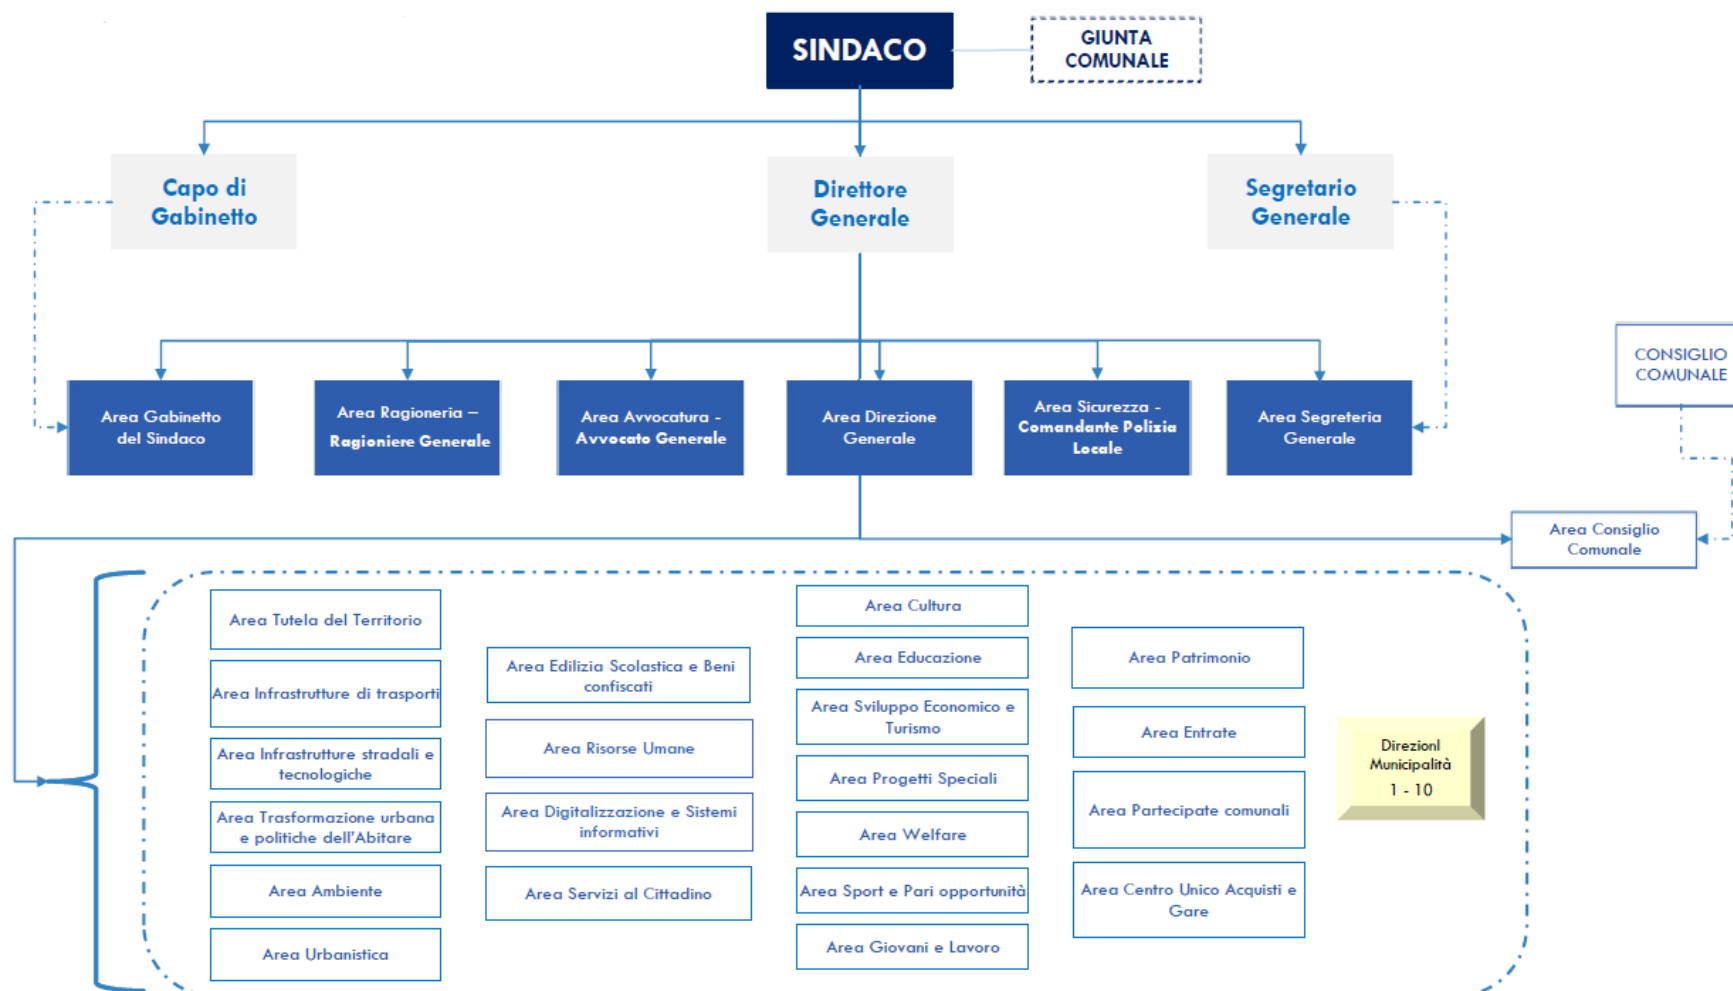 SINDACO
GIUNTA
COMUNALE
Capo di
Gabinetto
Direttore
Generale
Segretario
Generale
CONSIGLIO
COMUNALE
Area Gabinetto
del Sindaco
Area Ragioneria –
Ragioniere Generale
Area Avvocatura -
Avvocato Generale
Area Direzione
Generale
Area Sicurezza -
Comandante Polizia
Locale
Area Segreteria
Generale
Area Consiglio
Comunale
Area Tutela del Territorio
Area Infrastrutture di trasporti
Area Infrastrutture stradali e
tecnologiche
Area Trasformazione urbana
e politiche dell'Abitare
Area Ambiente
Area Urbanistica
Area Edilizia Scolastica e Beni
confiscati
Area Risorse Umane
Area Digitalizzazione e Sistemi
informativi
Area Servizi al Cittadino
Area Cultura
Area Educazione
Area Sviluppo Economico e
Turismo
Area Progetti Speciali
Area Welfare
Area Sport e Pari opportunità
Area Giovani e Lavoro
Area Patrimonio
Area Entrate
Area Partecipate comunali
Area Centro Unico Acquisti e
Gare
DirezionI
Municipalità
1 - 10